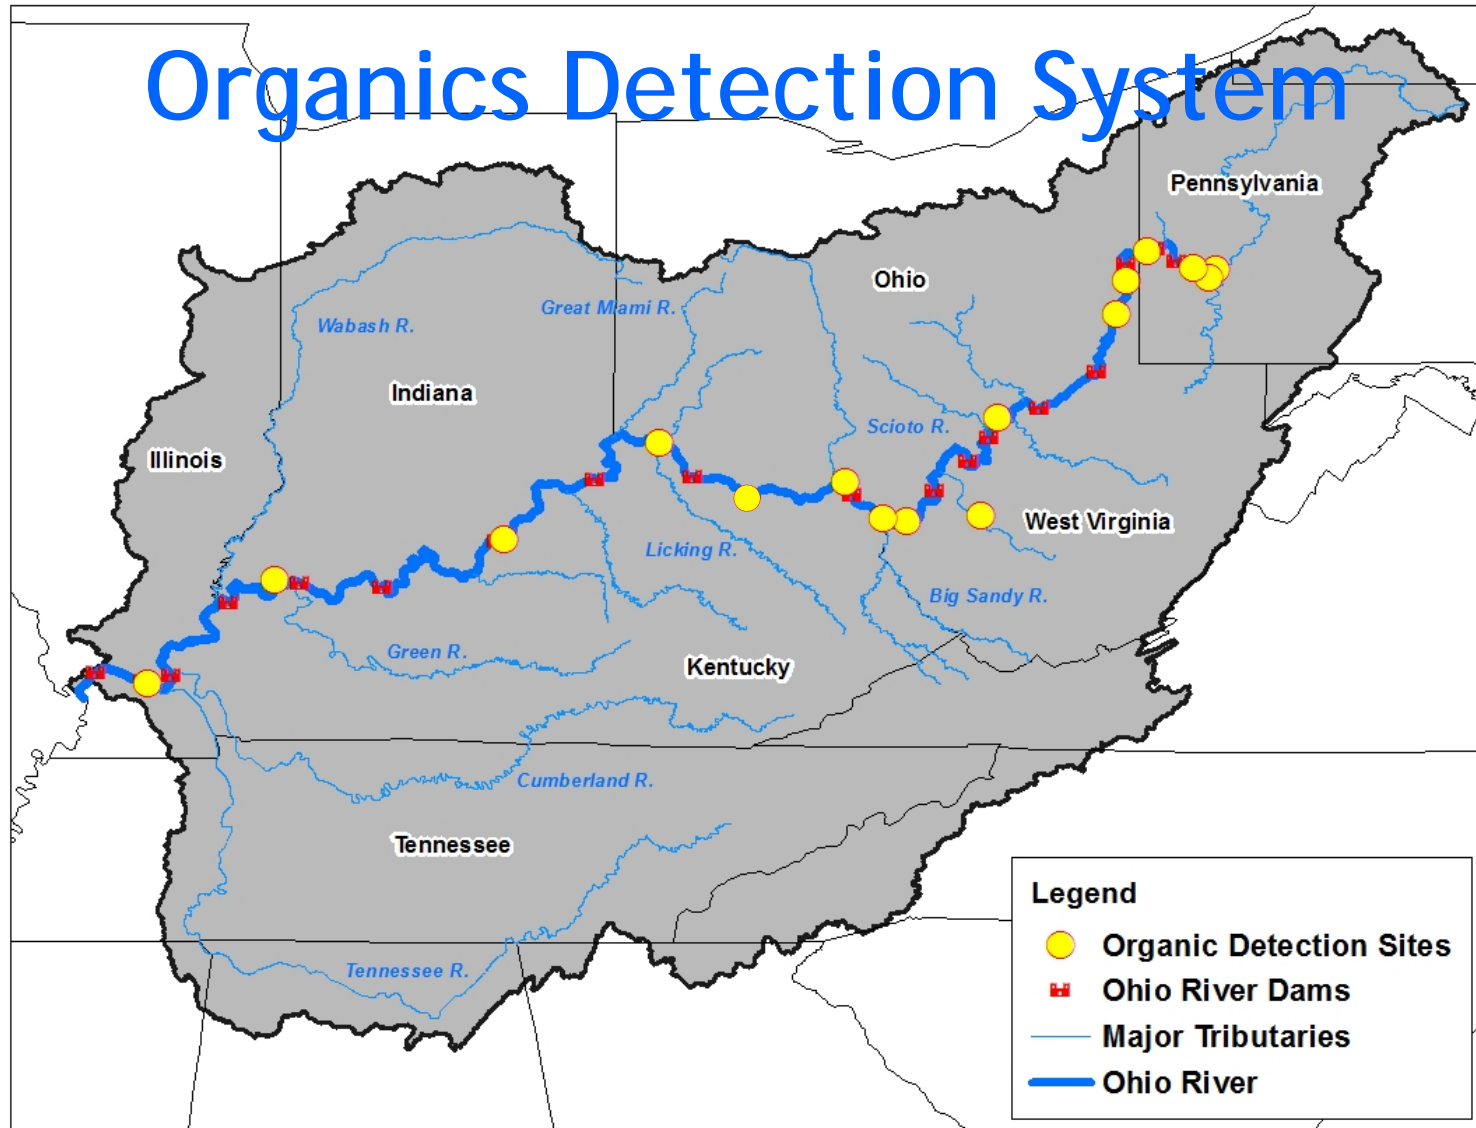 Organics Detection System
Pennsylvania
Ohio
Great Miami R.
Wabash R.
Indiana
Scioto R.
Illinois
West Virginia
Licking R.
Big Sandy R.
Green R.
Kentucky
Cumberland R.
Tennessee
Tennessee R.
Legend
Organic Detection Sites
Ohio River Dams
Major Tributaries
Ohio River